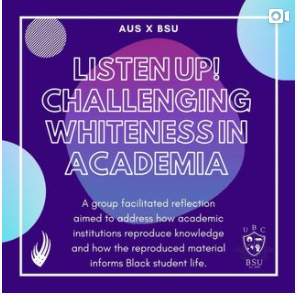 AUS X BSU
LISTEN UP!
CHALLENGING
WHITENESS IN
ACADEMIA
A group facilitated reflection
aimed to address how academic
institutions reproduce knowledge
and how the reproduced material
informs Black student life.
UBC
BSU